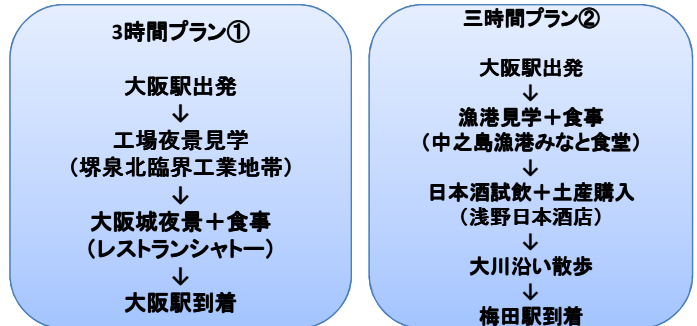 3時間プラン①
大阪駅出発
↓
工場夜景見学
（堺泉北臨界工業地帯）
↓
大阪城夜景＋食事
（レストランシャトー）
↓
大阪駅到着
三時間プラン②
大阪駅出発
↓
漁港見学＋食事
（中之島漁港みなと食堂）
↓
日本酒試飲＋土産購入
（浅野日本酒店）
↓
大川沿い散歩
↓
梅田駅到着